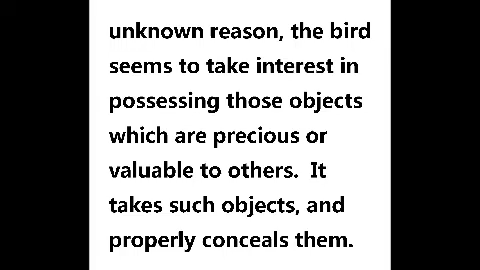 unknown reason, the bird
seems to take interest in
possessing those objects
which are precious or
valuable to others.  It
takes such objects, and
properly conceals them.